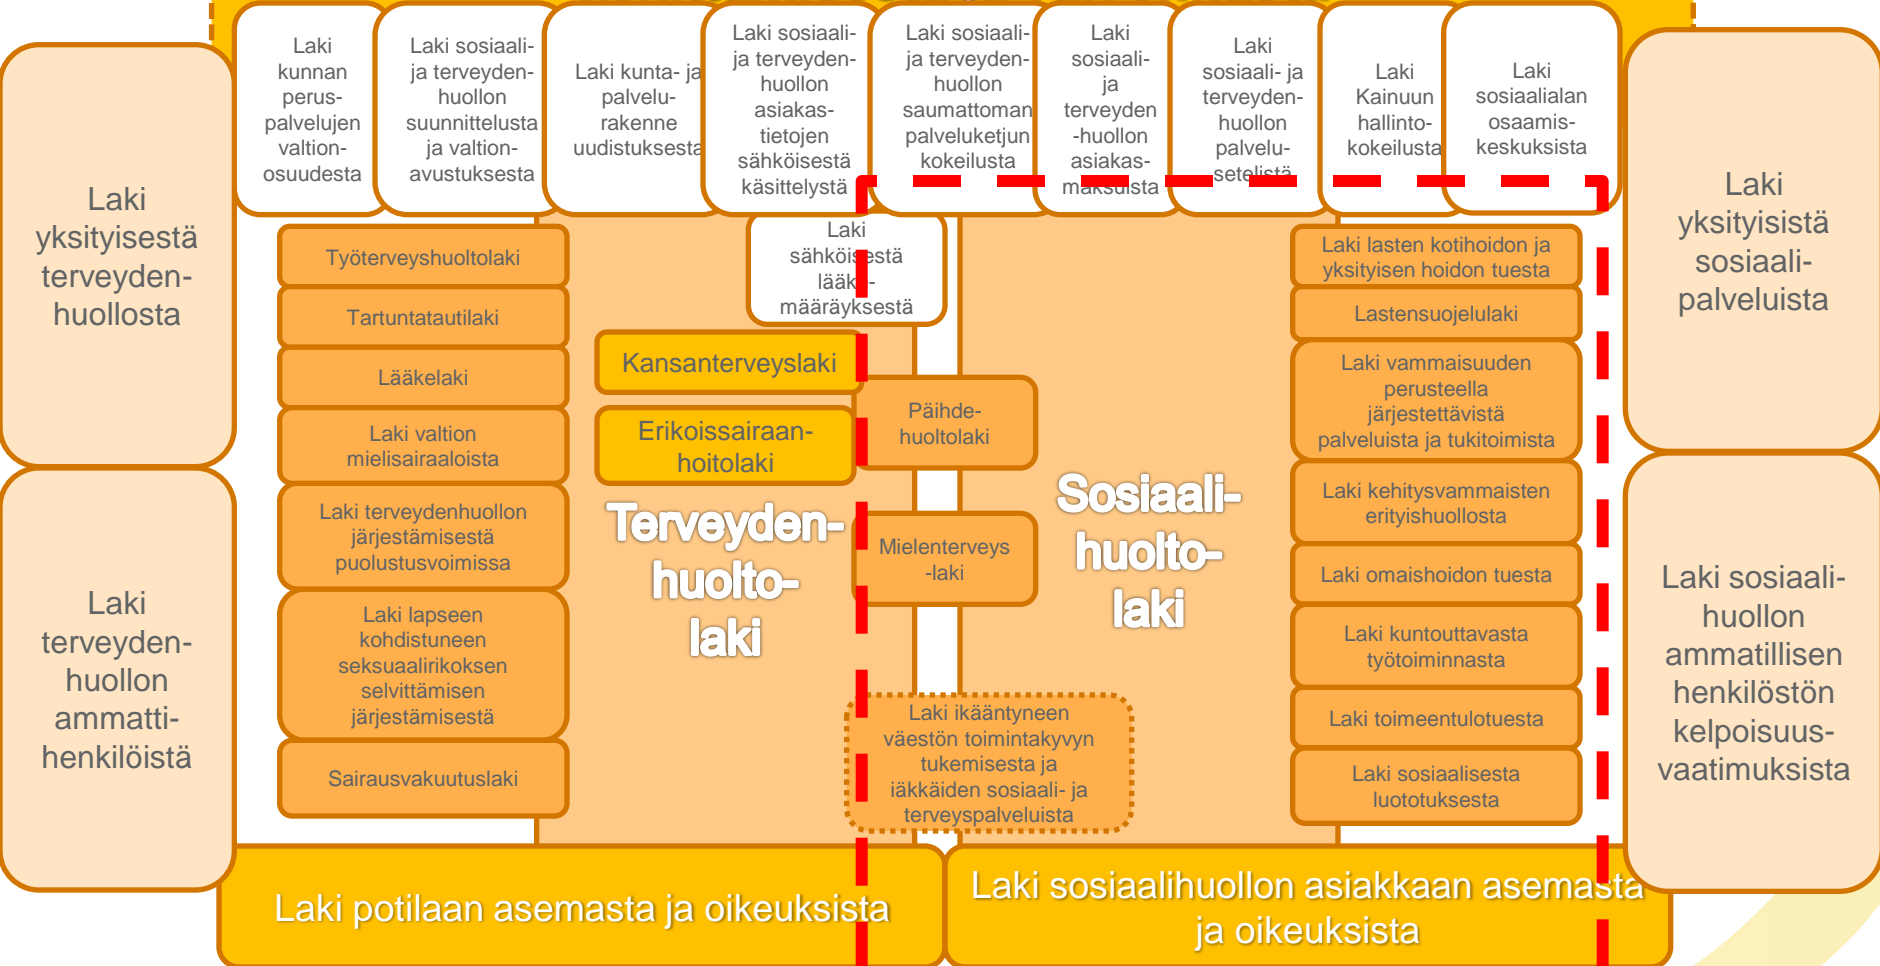 Laki
kunnan
perus-
palvelujen
valtion-
osuudesta
Laki sosiaali-
ja terveyden-
huollon
suunnittelusta
ja valtion-
avustuksesta
Laki kunta- ja
palvelu-
rakenne
uudistuksesta
Laki sosiaali-
ja terveyden-
huollon
asiakas-
tietojen
sähköisestä
käsittelystä
Laki sosiaali-
ja terveyden-
huollon
saumattoman
palveluketjun
kokeilusta
Laki
sosiaali-
ja
terveyden
-huollon
asiakas-
maksuista
Laki
sosiaali- ja
terveyden-
huollon
palvelu-
setelistä
Laki
Kainuun
hallinto-
kokeilusta
Laki
sosiaalialan
osaamis-
keskuksista
Laki
yksityisestä
terveyden-
huollosta
Laki
terveyden-
huollon
ammatti-
henkilöistä
Työterveyshuoltolaki
Tartuntatautilaki
Lääkelaki
Laki valtion
mielisairaaloista
Laki terveydenhuollon
järjestämisestä
puolustusvoimissa
Laki lapseen
kohdistuneen
seksuaalirikoksen
selvittämisen
järjestämisestä
Sairausvakuutuslaki
Laki
sähköisestä
lääke-
määräyksestä
Kansanterveyslaki
Erikoissairaan-
hoitolaki
Terveyden-
huolto-
laki
Päihde-
huoltolaki
Mielenterveys
-laki
Laki ikääntyneen
väestön toimintakyvyn
tukemisesta ja
iäkkäiden sosiaali- ja
terveyspalveluista
Sosiaali-
huolto-
laki
Laki lasten kotihoidon ja
yksityisen hoidon tuesta
Lastensuojelulaki
Laki vammaisuuden
perusteella
järjestettävistä
palveluista ja tukitoimista
Laki kehitysvammaisten
erityishuollosta
Laki omaishoidon tuesta
Laki kuntouttavasta
työtoiminnasta
Laki toimeentulotuesta
Laki sosiaalisesta
luototuksesta
Laki
yksityisistä
sosiaali-
palveluista
Laki sosiaali-
huollon
ammatillisen
henkilöstön
kelpoisuus-
vaatimuksista
Laki potilaan asemasta ja oikeuksista
Laki sosiaalihuollon asiakkaan asemasta
ja oikeuksista